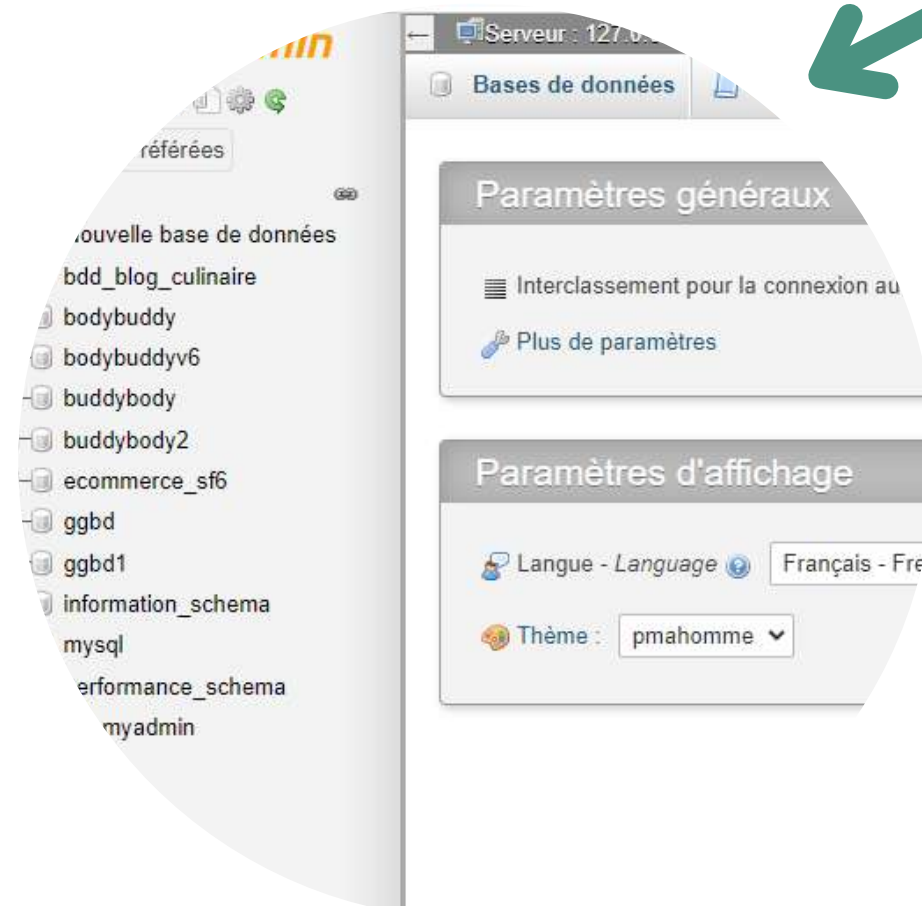 Serveur : 127.0.
Bases de données
référées
Paramètres généraux
nouvelle base de données
bdd_blog_culinaire
Interclassement pour la connexion au
bodybuddy
Plus de paramètres
bodybuddyv6
buddybody
buddybody2
Paramètres d'affichage
ecommerce_sf6
ggbd
ggbd1
Langue - Language Français - Fre
information_schema
Thème : pmahomme
mysql
erformance_schema
myadmin